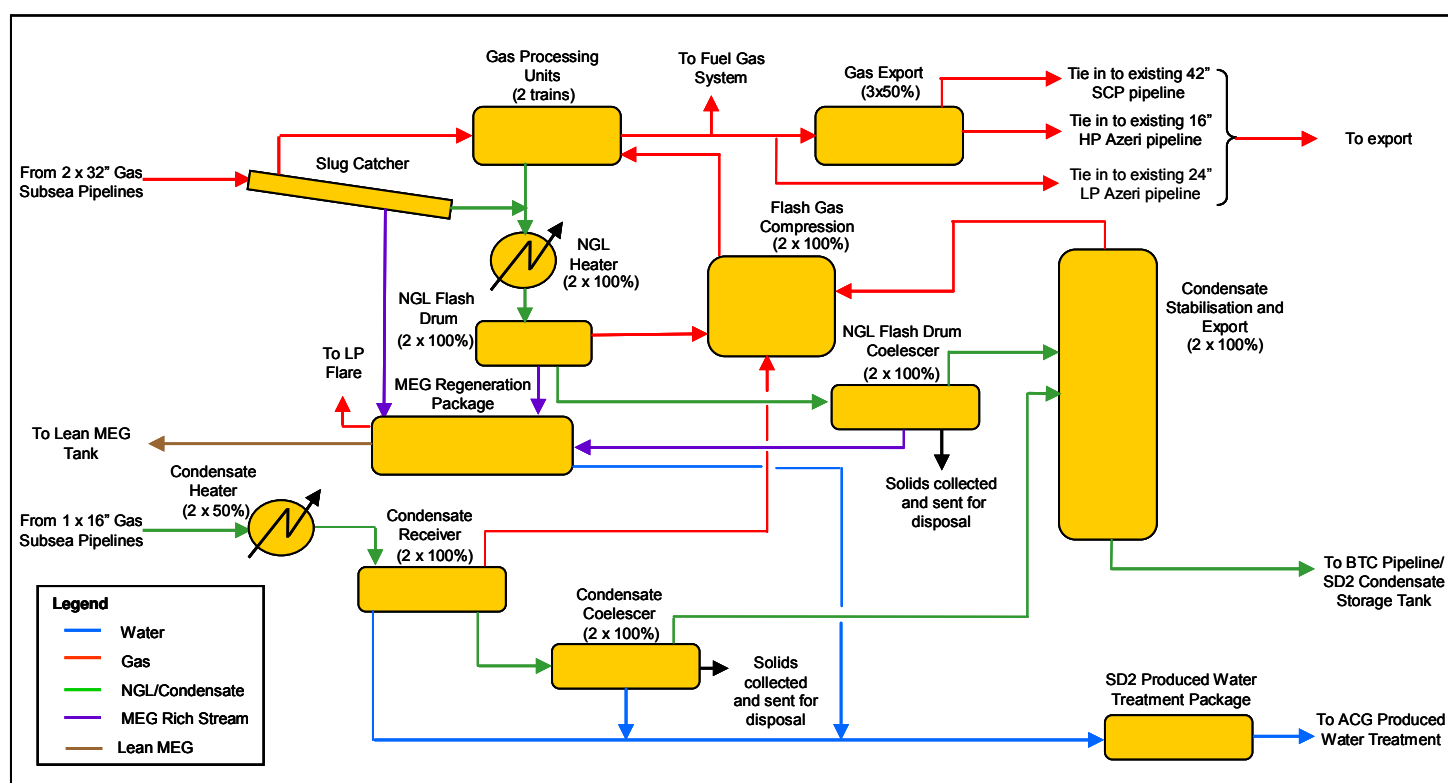 Gas Processing
Units
(2 trains)
To Fuel Gas
System
Gas Export
(3x50%)
Tie in to existing 42”
SCP pipeline
Tie in to existing 16”
HP Azeri pipeline
To export
Tie in to existing 24”
LP Azeri pipeline
From 2 x 32” Gas
Subsea Pipelines
Slug Catcher
Flash Gas
Compression
(2 x 100%)
NGL
Heater
(2 x 100%)
NGL Flash
Drum
(2 x 100%)
Condensate
Stabilisation and
Export
(2 x 100%)
NGL Flash Drum
Coelescer
(2 x 100%)
To LP
Flare
MEG Regeneration
Package
To Lean MEG
Tank
Solids collected
and sent for
disposal
Condensate
Heater
(2 x 50%)
From 1 x 16” Gas
Subsea Pipelines
Condensate
Receiver
(2 x 100%)
To BTC Pipeline/
SD2 Condensate
Storage Tank
Condensate
Coelescer
(2 x 100%)
Solids
collected
and sent for
disposal
SD2 Produced Water
Treatment Package
To ACG Produced
Water Treatment
Legend
Water
Gas
NGL/Condensate
MEG Rich Stream
Lean MEG